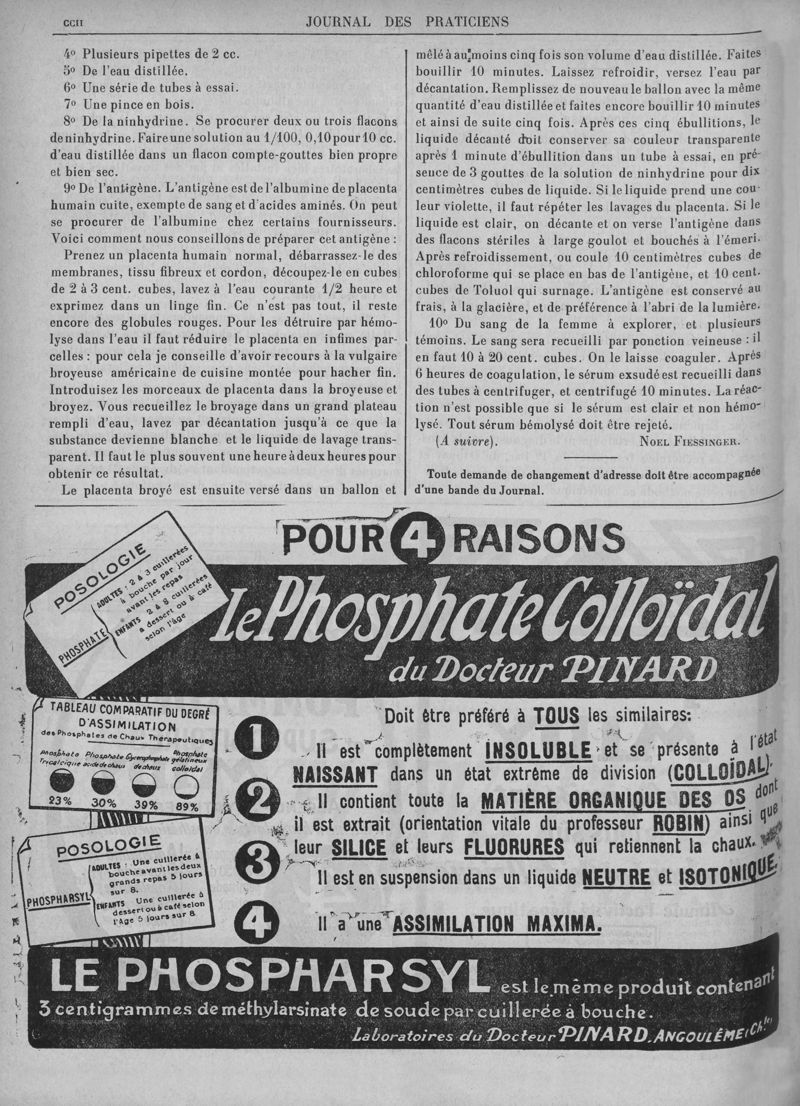 CCII
JOURNAL DES PRATICIENS
4º Plusieurs pipettes de 2 cc.
5º De l'eau distillée.
6º Une série de tubes à essai.
7º Une pince en bois.
8º De la ninhydrine. Se procurer deux ou trois flacons
de ninhydrine. Faire une solution au 1/100, 0,10 pour 10 cc.
d'eau distillée dans un flacon compte-gouttes bien propre
et bien sec.
9º De l'antigène. L'antigène est de l'albumine de placenta
humain cuite, exempte de sang et d'acides aminés. On peut
se procurer de l'albumine chez certains fournisseurs.
Voici comment nous conseillons de préparer cet antigène :
Prenez un placenta humain normal, débarrassez-le des
membranes, tissu fibreux et cordon, découpez-le en cubes
de 2 à 3 cent. cubes, lavez à l'eau courante 1/2 heure et
exprimez dans un linge fin. Ce n'est pas tout, il reste
encore des globules rouges. Pour les détruire par hémo-
lyse dans l'eau il faut réduire le placenta en infimes par-
celles : pour cela je conseille d'avoir recours à la vulgaire
broyeuse américaine de cuisine montée pour hacher fin.
Introduisez les morceaux de placenta dans la broyeuse et
broyez. Vous recueillez le broyage dans un grand plateau
rempli d'eau, lavez par décantation jusqu'à ce que la
substance devienne blanche et le liquide de lavage trans-
parent. Il faut le plus souvent une heure à deux heures pour
obtenir ce résultat.
Le placenta broyé est ensuite versé dans un ballon et
mêlé à au moins cinq fois son volume d'eau distillée. Faites
bouillir 10 minutes. Laissez refroidir, versez l'eau par
décantation. Remplissez de nouveau le ballon avec la même
quantité d'eau distillée et faites encore bouillir 10 minutes
et ainsi de suite cinq fois. Après ces cinq ébullitions, le
liquide décanté doit conserver sa couleur transparente
après 1 minute d'ébullition dans un tube à essai, en pré-
sence de 3 gouttes de la solution de ninhydrine pour dix
centimètres cubes de liquide. Si le liquide prend une cou-
leur violette, il faut répéter les lavages du placenta. Si le
liquide est clair, on décante et on verse l'antigène dans
des flacons stériles à large goulot et bouchés à l'émeri.
Après refroidissement, ou coule 10 centimètres cubes de
chloroforme qui se place en bas de l'antigène, et 10 cent.
cubes de Toluol qui surnage. L'antigène est conservé au
frais, à la glacière, et de préférence à l'abri de la lumière.
10º Du sang de la femme à explorer, et plusieurs
témoins. Le sang sera recueilli par ponction veineuse : il
en faut 10 à 20 cent. cubes. On le laisse coaguler. Après
6 heures de coagulation, le sérum exsudé est recueilli dans
des tubes à centrifuger, et centrifugé 10 minutes. La réac-
tion n'est possible que si le sérum est clair et non hémo-
lysé. Tout sérum bémolysé doit être rejeté.
(A suivre). NOEL FIESSINGER.
Toute demande de changement d'adresse doit être accompagnée
d'une bande du Journal.
POUR 4 RAISONS
POSOLOGIE
PHOSPHATE
ADULTES : 2 à 3 cuillerées
à bouche par jour
avant les repas
ENFANTS 2 à 8 cuillerées
à dessert ou à café
selon l'âge
Le Phosphate Colloïdal
du Docteur PINARD
TABLEAU COMPARATIF DU DEGRÉ
D'ASSIMILATION
des Phosphates de Chaux Thérapeutiques
Phosphate Tricalcique
Phosphate acide de chaux
Glycérophosphate de chaux
Phosphate gélatineux colloïdal
23% 30% 39% 89%
Doit être préféré à TOUS les similaires:
1 Il est complètement INSOLUBLE et se présente à l'état
NAISSANT dans un état extrême de division (COLLOÏDAL).
2 Il contient toute la MATIÈRE ORGANIQUE DES OS dont
il est extrait (orientation vitale du professeur ROBIN) ainsi que
leur SILICE et leurs FLUORURES qui retiennent la chaux.
3 Il est en suspension dans un liquide NEUTRE et ISOTONIQUE.
4 Il a une ASSIMILATION MAXIMA.
POSOLOGIE
PHOSPHARSYL
ADULTES : Une cuillerée à
bouche avant les deux
grands repas 5 jours
sur 8.
ENFANTS Une cuillerée à
dessert ou à café selon
l'âge 5 jours sur 8
LE PHOSPHARSYL est le même produit contenant
3 centigrammes de méthylarsinate de soude par cuillerée à bouche.
Laboratoires du Docteur PINARD, ANGOULÊME (Ch.te)